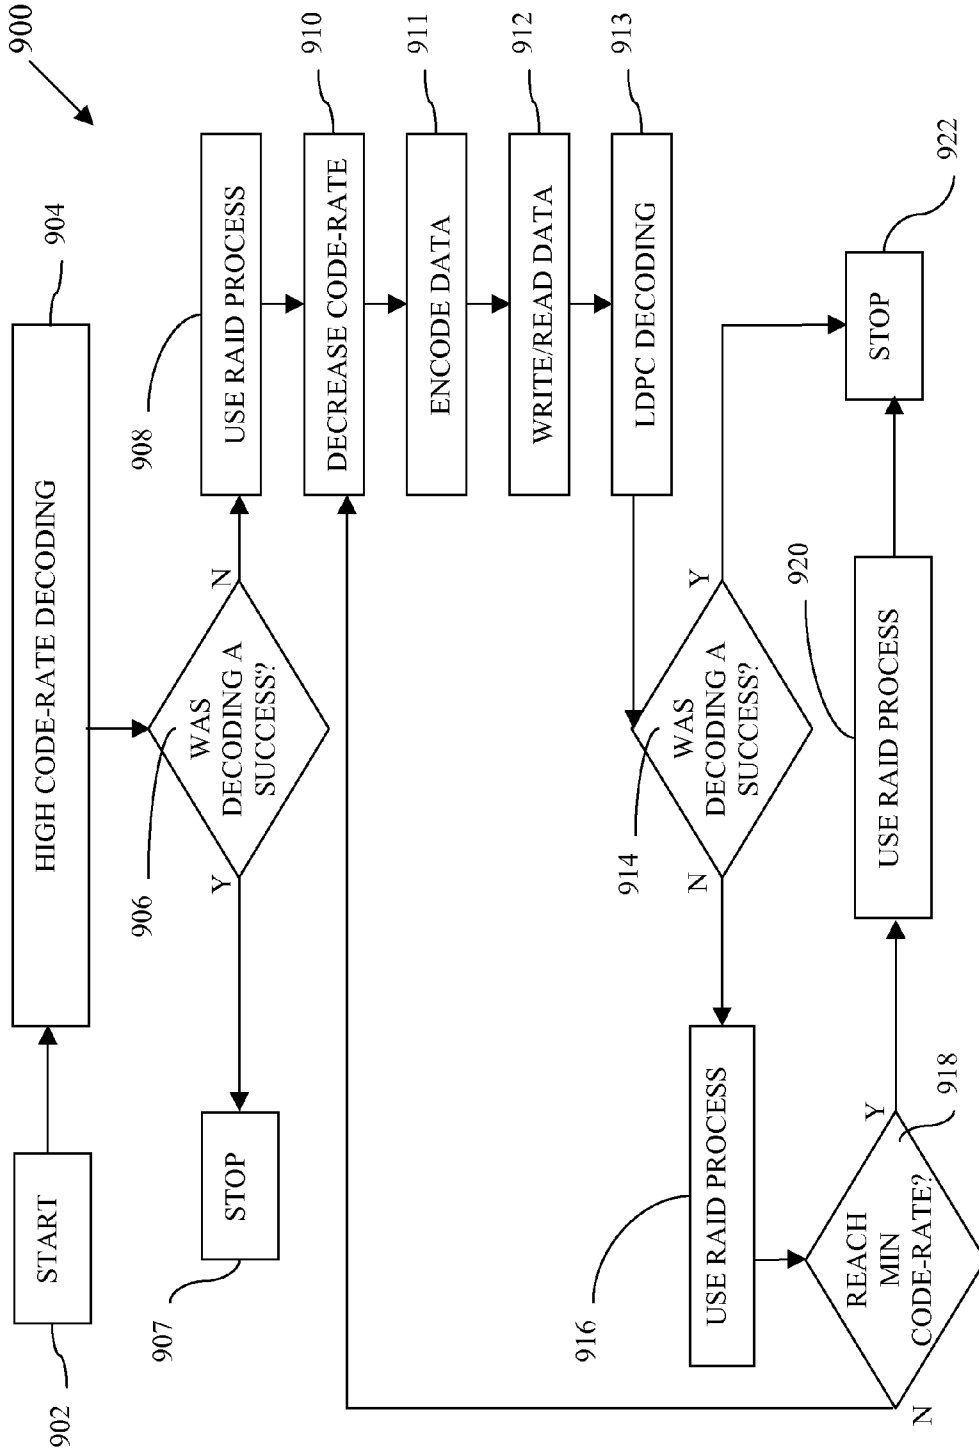 900
START
902
HIGH CODE-RATE DECODING
904
WAS
DECODING A
SUCCESS?
906
Y
N
STOP
907
USE RAID PROCESS
908
DECREASE CODE-RATE
910
ENCODE DATA
911
WRITE/READ DATA
912
LDPC DECODING
913
WAS
DECODING A
SUCCESS?
914
N
Y
USE RAID PROCESS
916
REACH
MIN
CODE-RATE?
918
N
Y
USE RAID PROCESS
920
STOP
922